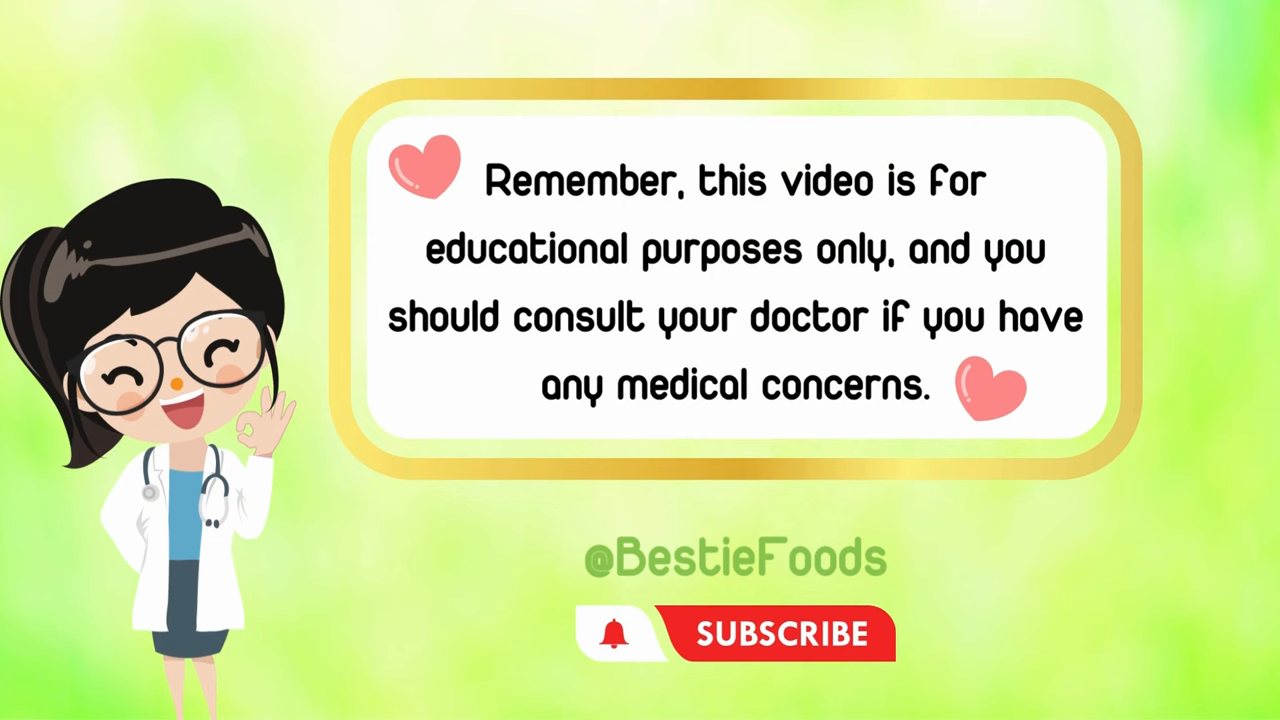 Remember, this video is for
educational purposes only, and you
should consult your doctor if you have
any medical concerns.
@BestieFoods
SUBSCRIBE